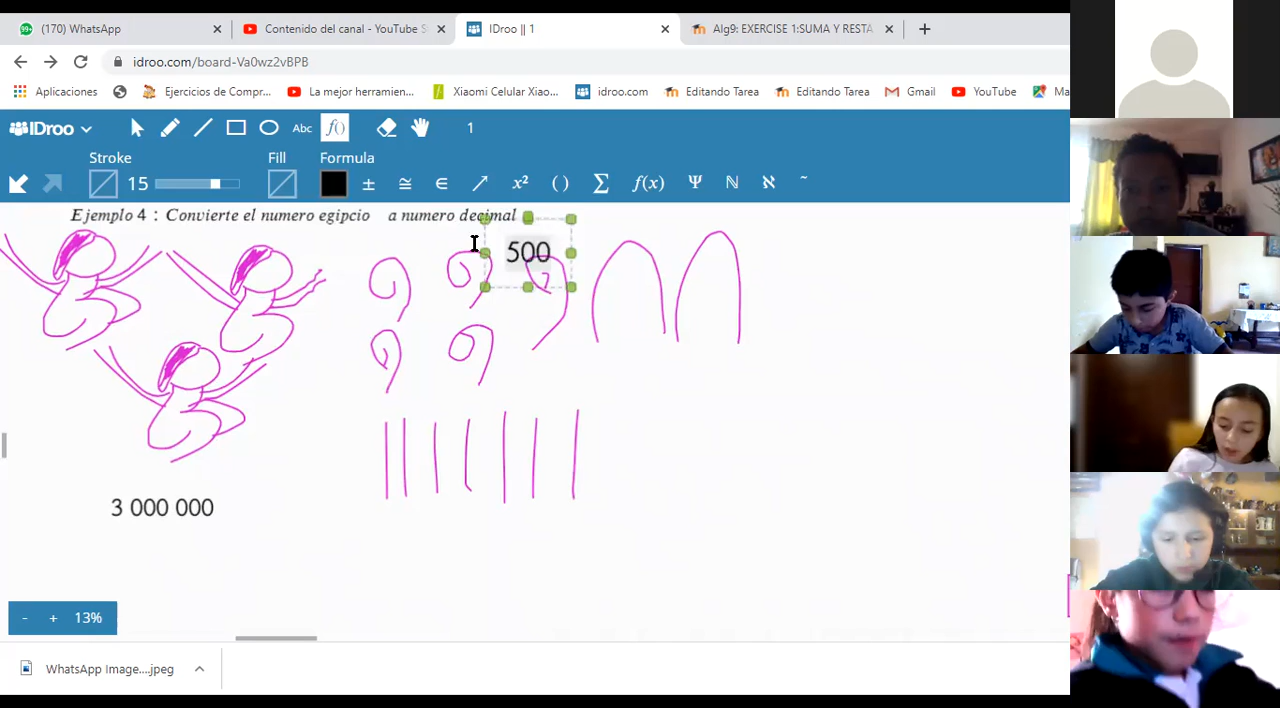 (170) WhatsApp
Contenido del canal - YouTube S
IDroo || 1
Alg9: EXERCISE 1:SUMA Y RESTA
idroo.com/board-Va0wz2vBPB
Aplicaciones
Ejercicios de Compr...
La mejor herramien...
Xiaomi Celular Xiao...
idroo.com
Editando Tarea
Editando Tarea
Gmail
YouTube
Ma
IDroo
Abc
f()
1
Stroke
Fill
Formula
15
± ≅ ∈ x² ( ) ∑ f(x) Ψ ℕ ℵ ~
Ejemplo 4 : Convierte el numero egipcio a numero decimal
500
3 000 000
- + 13%
WhatsApp Image....jpeg